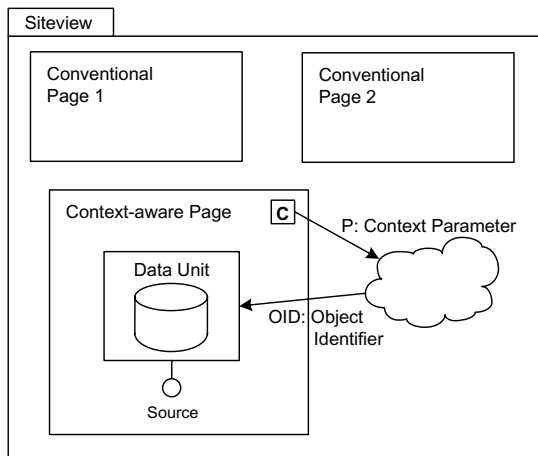 Siteview
Conventional
Page 1
Conventional
Page 2
Context-aware Page
C
P: Context Parameter
Data Unit
OID: Object
Identifier
Source